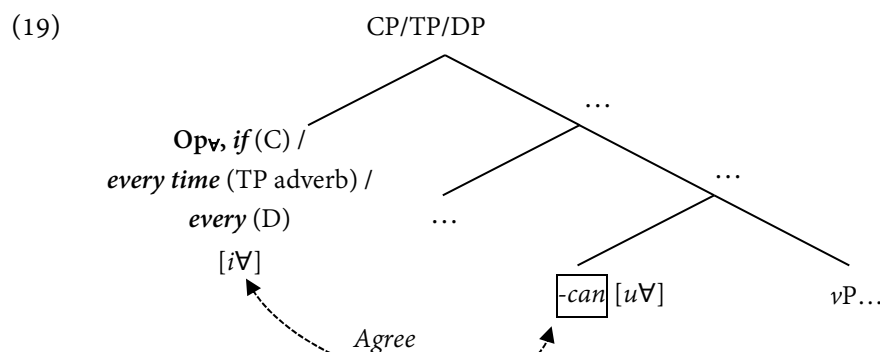 (19) CP/TP/DP
…
Op∀, if (C) /
every time (TP adverb) /
…
every (D)
…
[i∀]
-can [u∀]
vP…
Agree